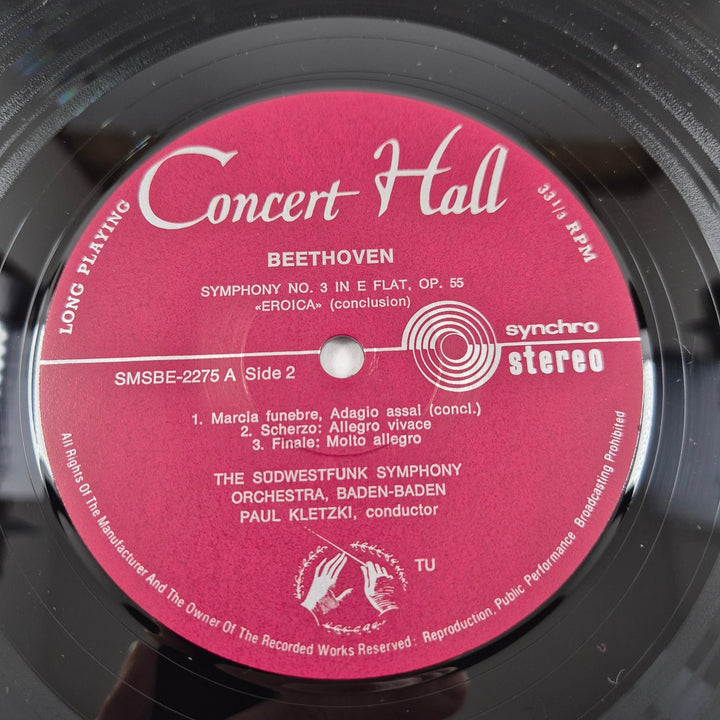 Concert Hall
LONG PLAYING
33 1/3 RPM
BEETHOVEN
SYMPHONY NO. 3 IN E FLAT, OP. 55
«EROICA» (conclusion)
synchro
stereo
SMSBE-2275 A Side 2
1. Marcia funebre, Adagio assai (concl.)
2. Scherzo: Allegro vivace
3. Finale: Molto allegro
THE SÜDWESTFUNK SYMPHONY
ORCHESTRA, BADEN-BADEN
PAUL KLETZKI, conductor
TU
All Rights Of The Manufacturer And The Owner Of The Recorded Works Reserved: Reproduction, Public Performance Broadcasting Prohibited